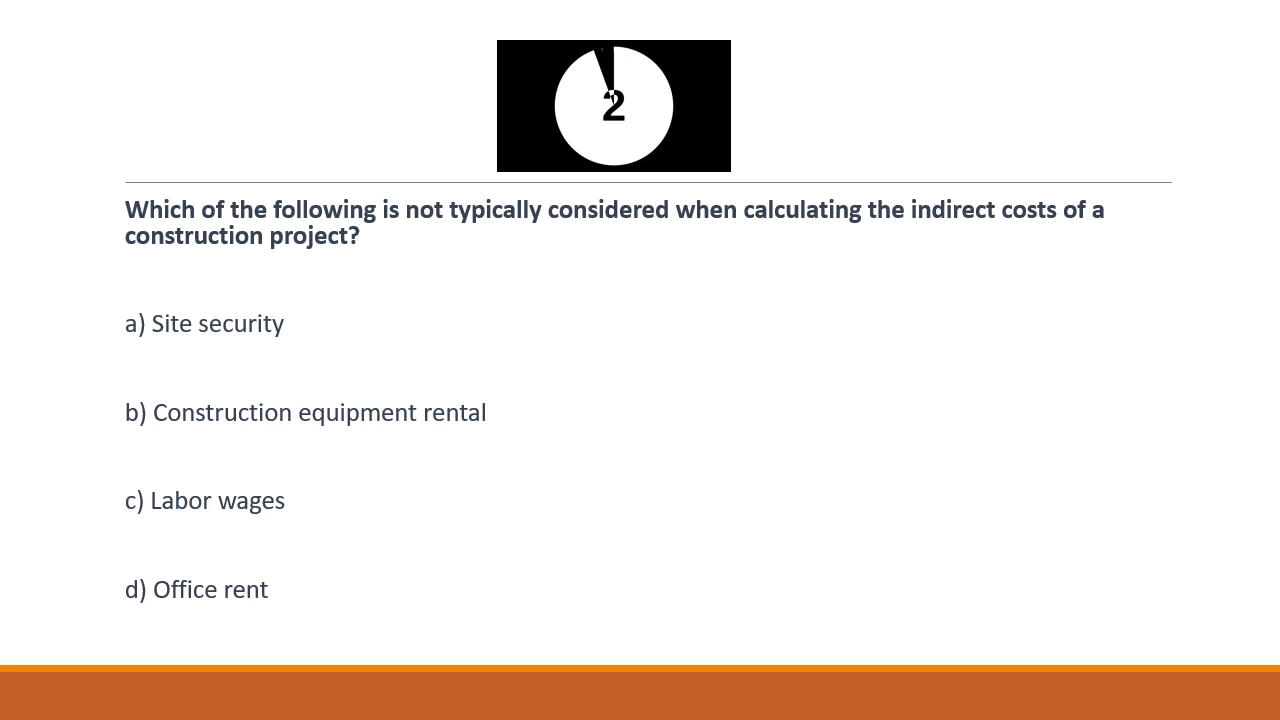 2
Which of the following is not typically considered when calculating the indirect costs of a
construction project?
a) Site security
b) Construction equipment rental
c) Labor wages
d) Office rent